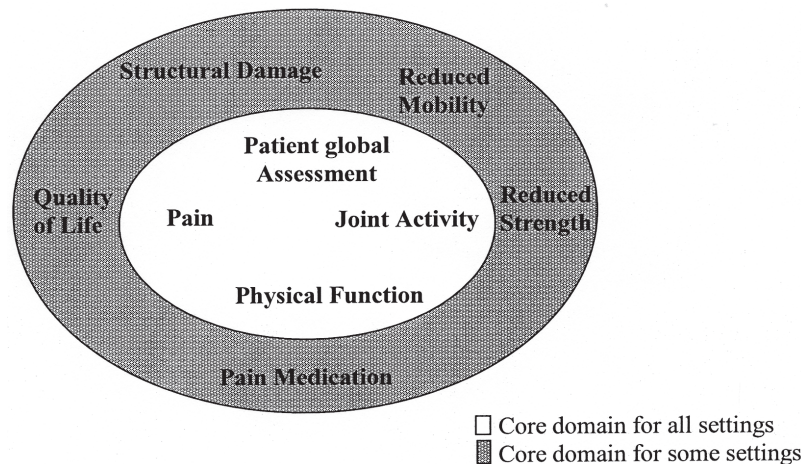 Structural Damage
Reduced
Mobility
Patient global
Assessment
Quality
of Life
Pain
Joint Activity
Reduced
Strength
Physical Function
Pain Medication
Core domain for all settings
Core domain for some settings